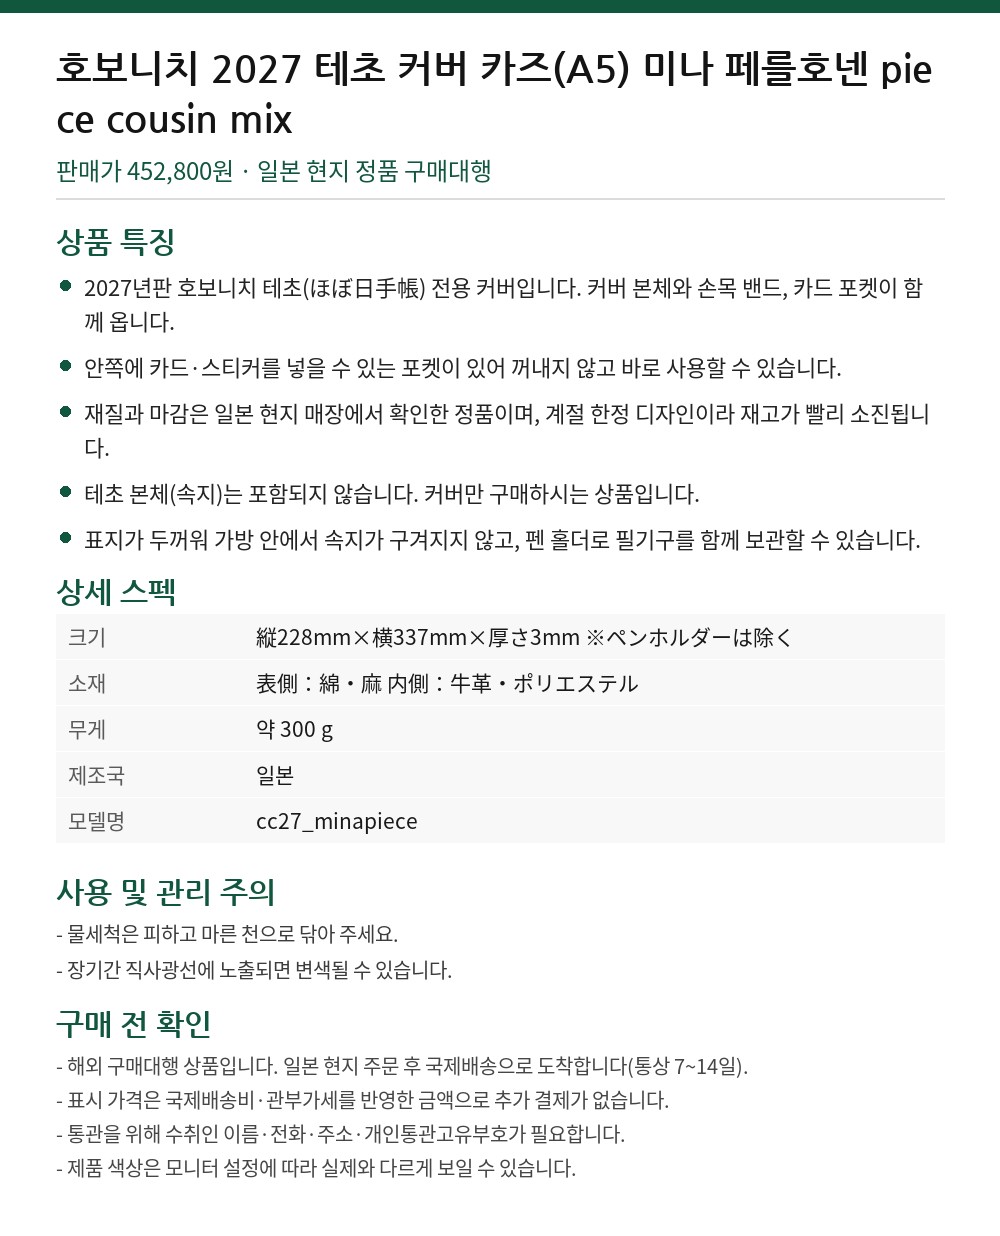 호보니치 2027 테초 커버 카즈(A5) 미나 페를호넨 pie
ce cousin mix
판매가 452,800원 · 일본 현지 정품 구매대행
상품 특징
● 2027년판 호보니치 테초(ほぼ日手帳) 전용 커버입니다. 커버 본체와 손목 밴드, 카드 포켓이 함
께 옵니다.
● 안쪽에 카드·스티커를 넣을 수 있는 포켓이 있어 꺼내지 않고 바로 사용할 수 있습니다.
● 재질과 마감은 일본 현지 매장에서 확인한 정품이며, 계절 한정 디자인이라 재고가 빨리 소진됩니
다.
● 테초 본체(속지)는 포함되지 않습니다. 커버만 구매하시는 상품입니다.
● 표지가 두꺼워 가방 안에서 속지가 구겨지지 않고, 펜 홀더로 필기구를 함께 보관할 수 있습니다.
상세 스펙
크기 縦228mm×横337mm×厚さ3mm ※ペンホルダーは除く
소재 表側：綿・麻 内側：牛革・ポリエステル
무게 약 300 g
제조국 일본
모델명 cc27_minapiece
사용 및 관리 주의
- 물세척은 피하고 마른 천으로 닦아 주세요.
- 장기간 직사광선에 노출되면 변색될 수 있습니다.
구매 전 확인
- 해외 구매대행 상품입니다. 일본 현지 주문 후 국제배송으로 도착합니다(통상 7~14일).
- 표시 가격은 국제배송비·관부가세를 반영한 금액으로 추가 결제가 없습니다.
- 통관을 위해 수취인 이름·전화·주소·개인통관고유부호가 필요합니다.
- 제품 색상은 모니터 설정에 따라 실제와 다르게 보일 수 있습니다.